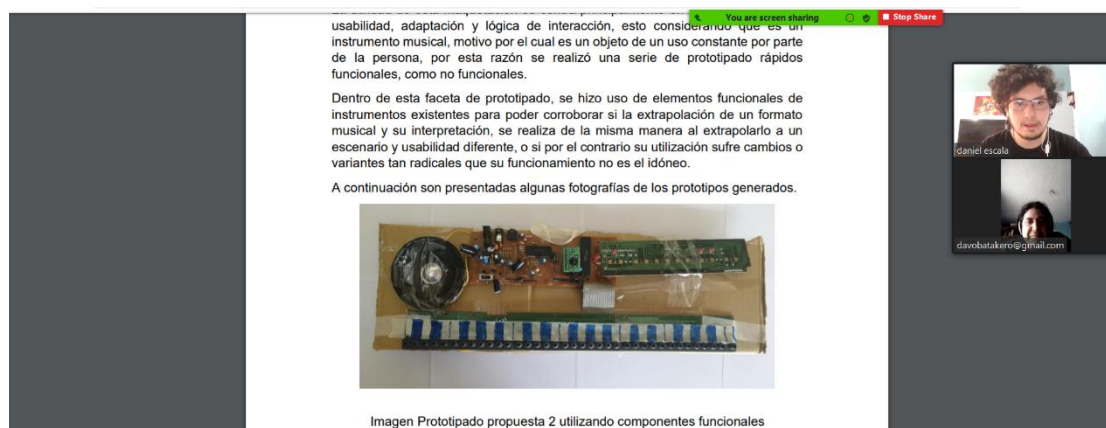 You are screen sharing
Stop Share
usabilidad, adaptación y lógica de interacción, esto considerando que es un
instrumento musical, motivo por el cual es un objeto de un uso constante por parte
de la persona, por esta razón se realizó una serie de prototipado rápidos
funcionales, como no funcionales.
Dentro de esta faceta de prototipado, se hizo uso de elementos funcionales de
instrumentos existentes para poder corroborar si la extrapolación de un formato
musical y su interpretación, se realiza de la misma manera al extrapolarlo a un
escenario y usabilidad diferente, o si por el contrario su utilización sufre cambios o
variantes tan radicales que su funcionamiento no es el idóneo.
A continuación son presentadas algunas fotografías de los prototipos generados.
Imagen Prototipado propuesta 2 utilizando componentes funcionales
daniel escala
davobatakero@gmail.com